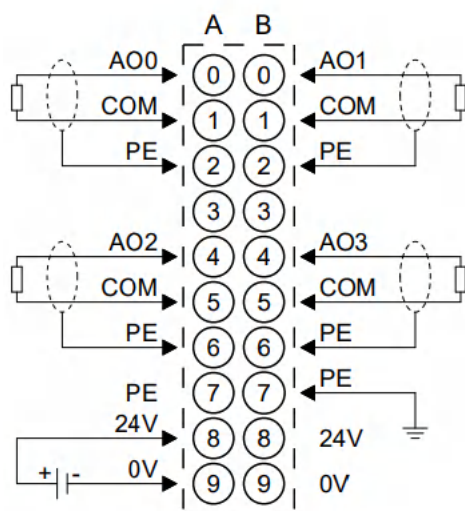 A B
AO0 0 0 AO1
COM 1 1 COM
PE 2 2 PE
3 3
AO2 4 4 AO3
COM 5 5 COM
PE 6 6 PE
PE 7 7 PE
24V 8 8 24V
+ - 0V 9 9 0V